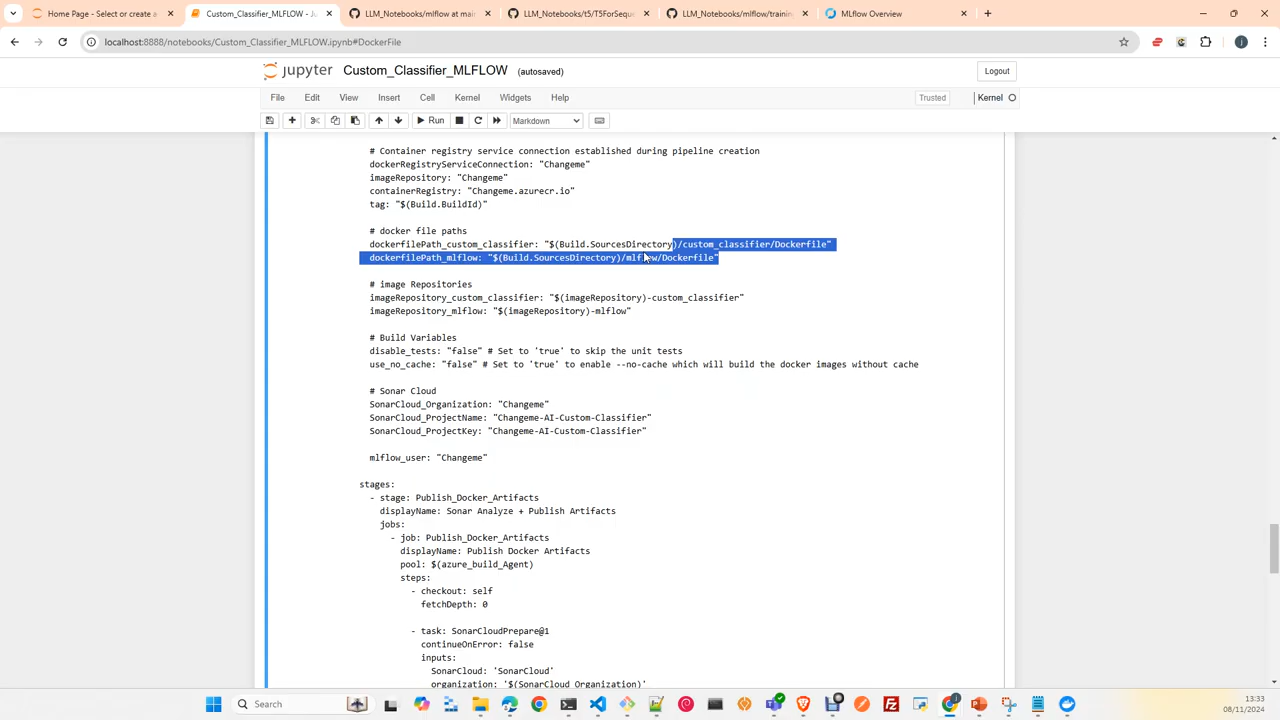 Home Page - Select or create a
Custom_Classifier_MLFLOW - Ju
LLM_Notebooks/mlflow at main
LLM_Notebooks/t5/T5ForSeque
LLM_Notebooks/mlflow/training
MLflow Overview
localhost:8888/notebooks/Custom_Classifier_MLFLOW.ipynb#DockerFile
jupyter Custom_Classifier_MLFLOW (autosaved)
Logout
File Edit View Insert Cell Kernel Widgets Help
Trusted
Kernel
Run
Markdown
# Container registry service connection established during pipeline creation
dockerRegistryServiceConnection: "Changeme"
imageRepository: "Changeme"
containerRegistry: "Changeme.azurecr.io"
tag: "$(Build.BuildId)"
# docker file paths
dockerfilePath_custom_classifier: "$(Build.SourcesDirectory)/custom_classifier/Dockerfile"
dockerfilePath_mlflow: "$(Build.SourcesDirectory)/mlflow/Dockerfile"
# image Repositories
imageRepository_custom_classifier: "$(imageRepository)-custom_classifier"
imageRepository_mlflow: "$(imageRepository)-mlflow"
# Build Variables
disable_tests: "false" # Set to 'true' to skip the unit tests
use_no_cache: "false" # Set to 'true' to enable --no-cache which will build the docker images without cache
# Sonar Cloud
SonarCloud_Organization: "Changeme"
SonarCloud_ProjectName: "Changeme-AI-Custom-Classifier"
SonarCloud_ProjectKey: "Changeme-AI-Custom-Classifier"
mlflow_user: "Changeme"
stages:
- stage: Publish_Docker_Artifacts
displayName: Sonar Analyze + Publish Artifacts
jobs:
- job: Publish_Docker_Artifacts
displayName: Publish Docker Artifacts
pool: $(azure_build_Agent)
steps:
- checkout: self
fetchDepth: 0
- task: SonarCloudPrepare@1
continueOnError: false
inputs:
SonarCloud: 'SonarCloud'
organization: '$(SonarCloud_Organization)'
Search
13:33
08/11/2024